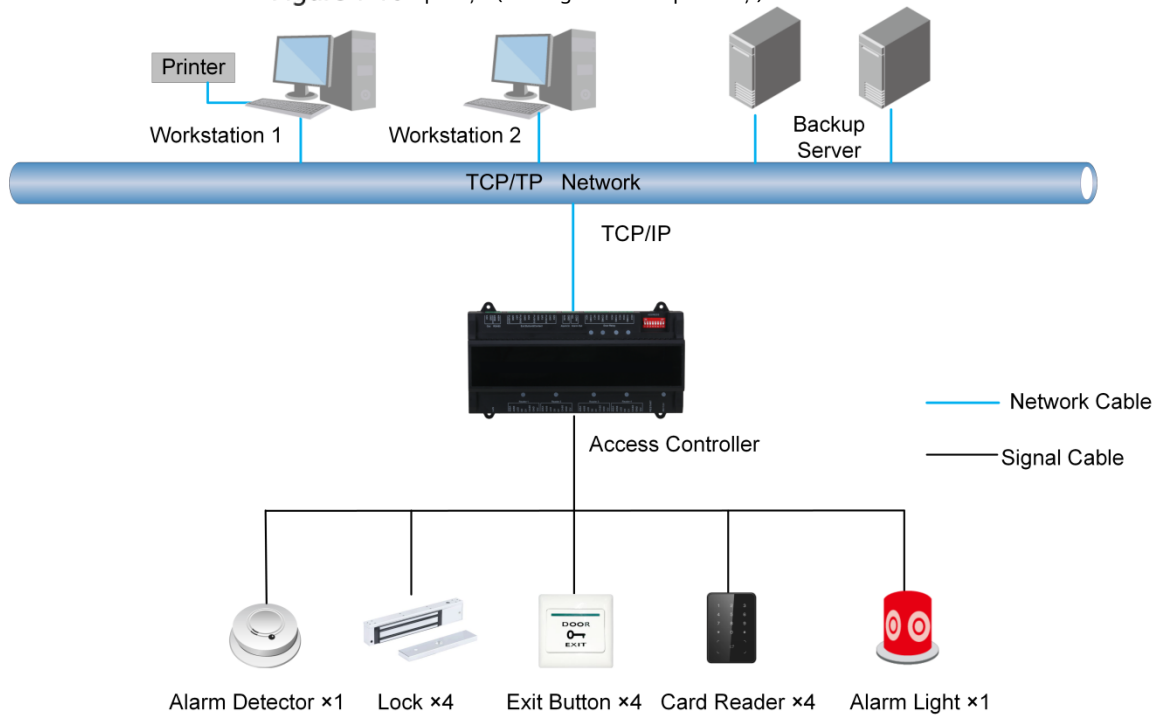 Printer
Workstation 1
Workstation 2
Backup
Server
TCP/TP Network
TCP/IP
Access Controller
Network Cable
Signal Cable
DOOR
EXIT
Alarm Detector ×1
Lock ×4
Exit Button ×4
Card Reader ×4
Alarm Light ×1